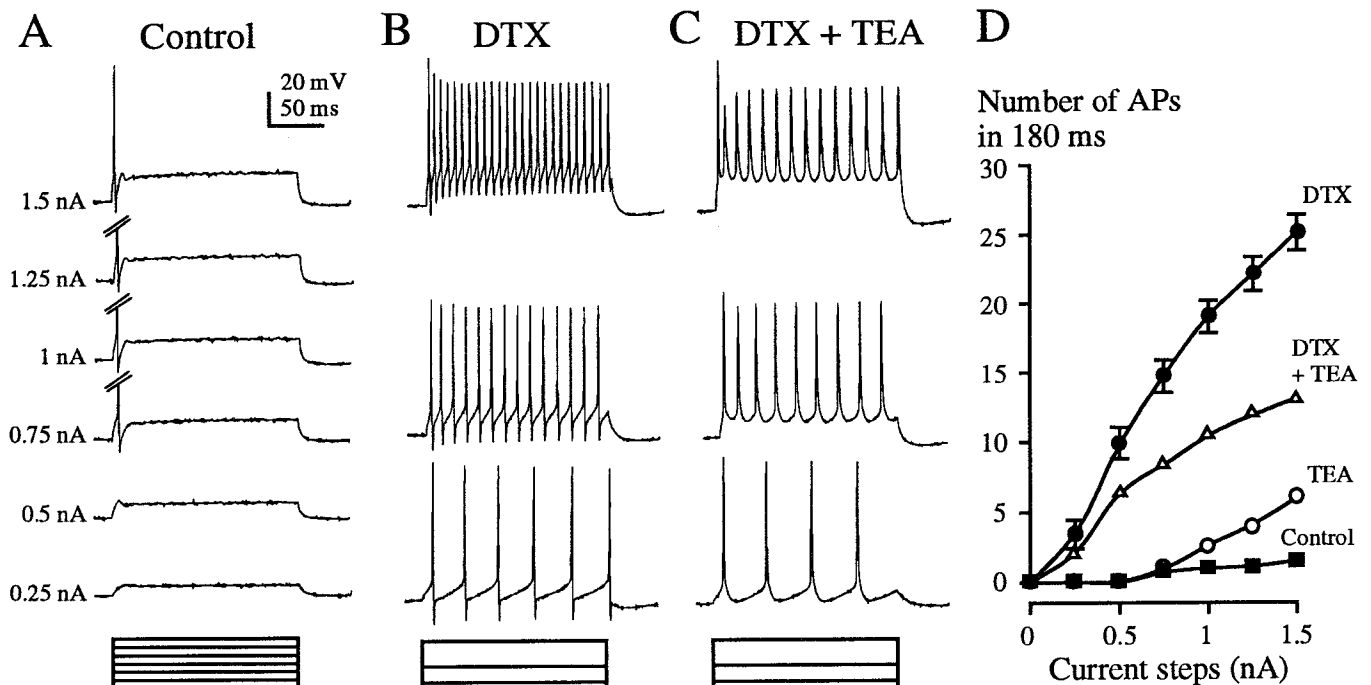 A
Control
20 mV
50 ms
1.5 nA
1.25 nA
1 nA
0.75 nA
0.5 nA
0.25 nA
B
DTX
C
DTX + TEA
D
Number of APs
in 180 ms
30
25
20
15
10
5
0
DTX
DTX
+ TEA
TEA
Control
0 0.5 1 1.5
Current steps (nA)